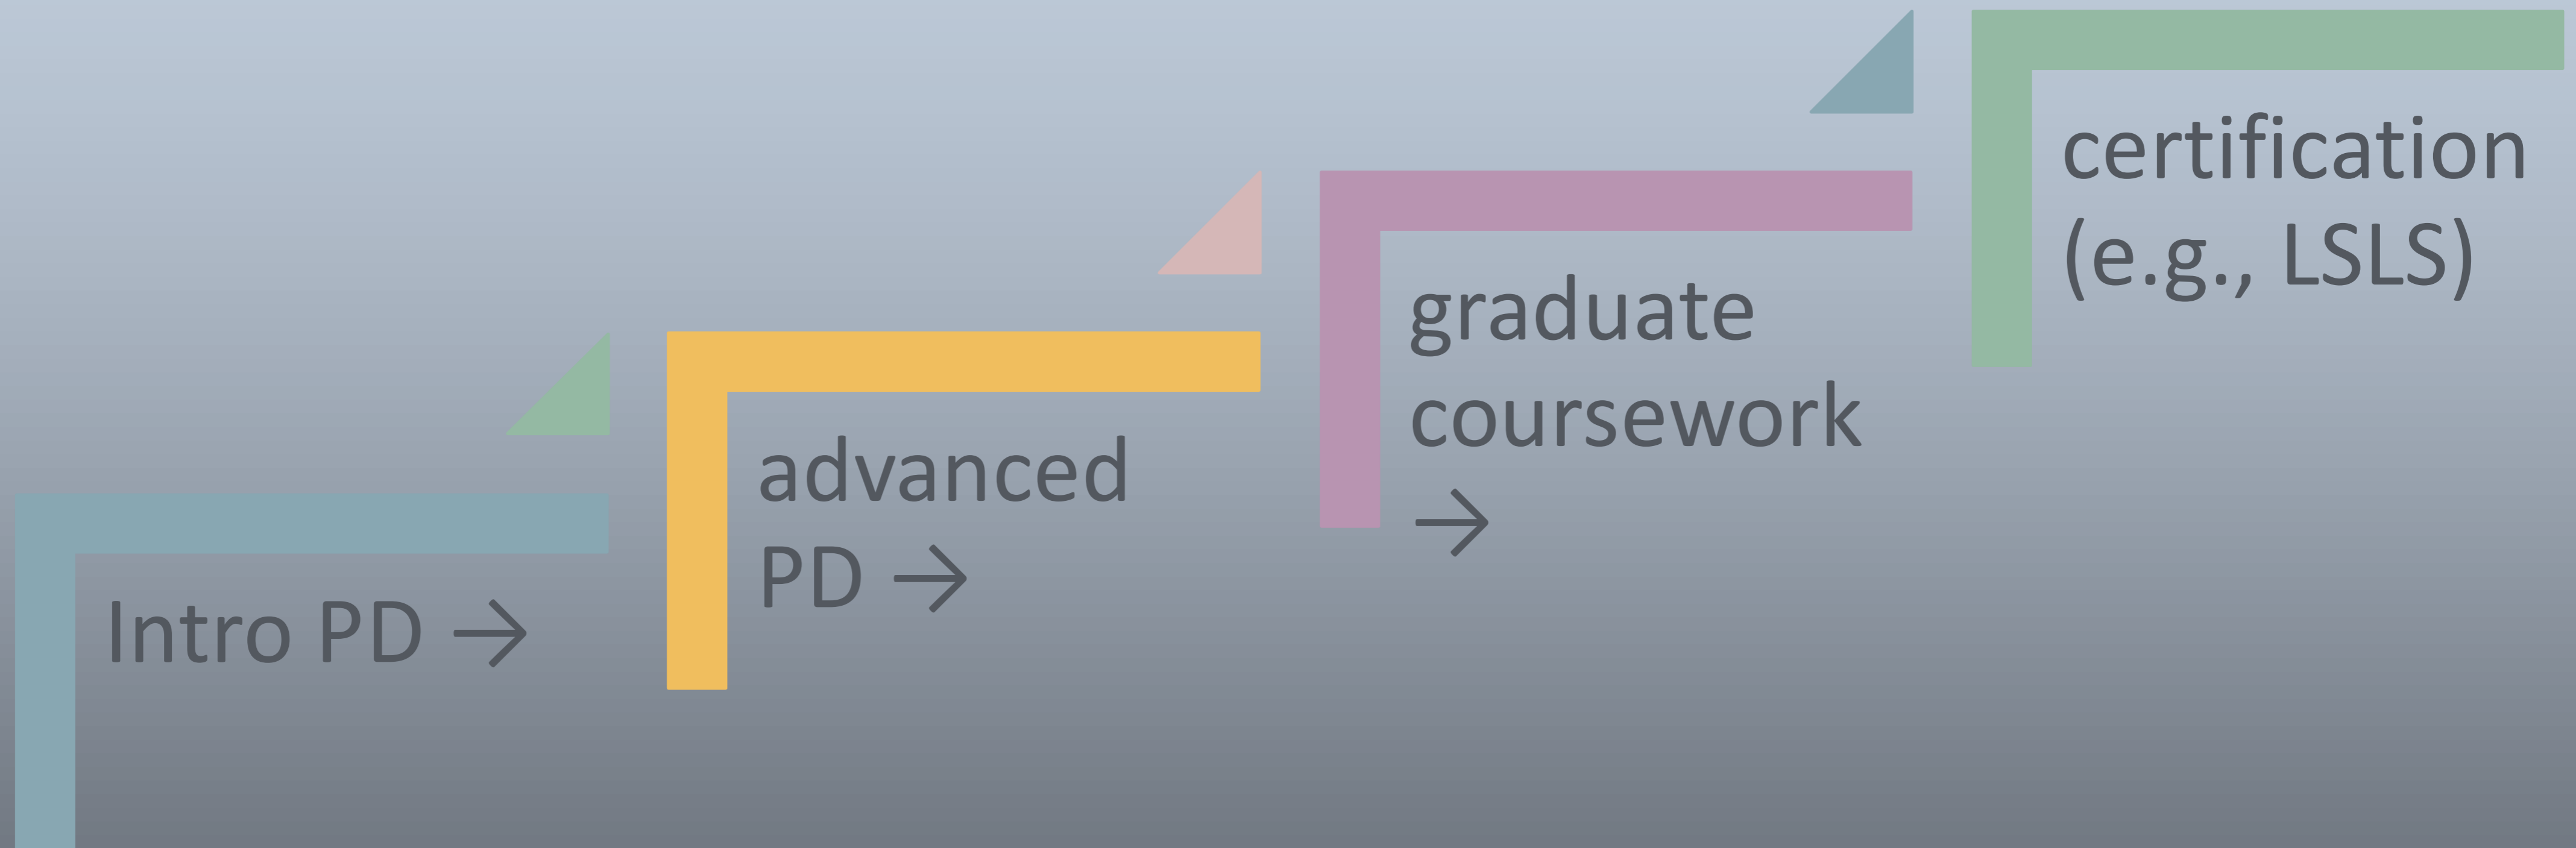 Intro PD →
advanced
PD →
graduate
coursework
→
certification
(e.g., LSLS)